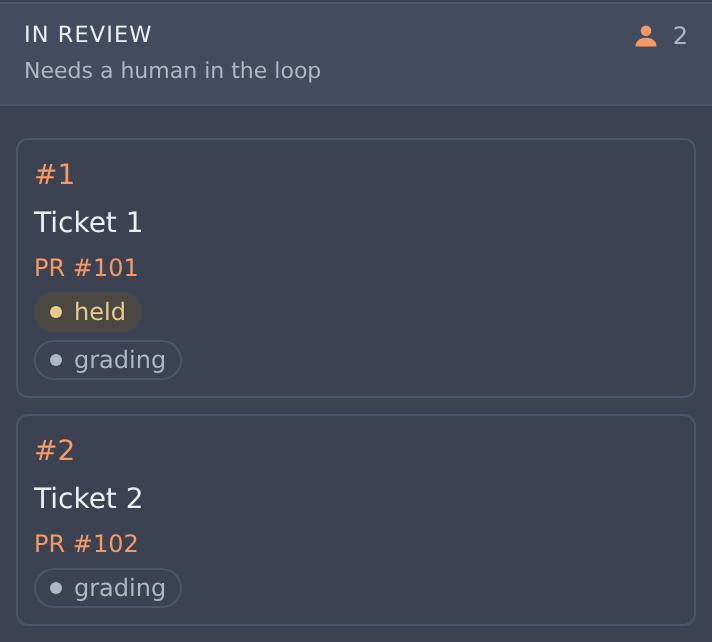 IN REVIEW
2
Needs a human in the loop
#1
Ticket 1
PR #101
held
grading
#2
Ticket 2
PR #102
grading